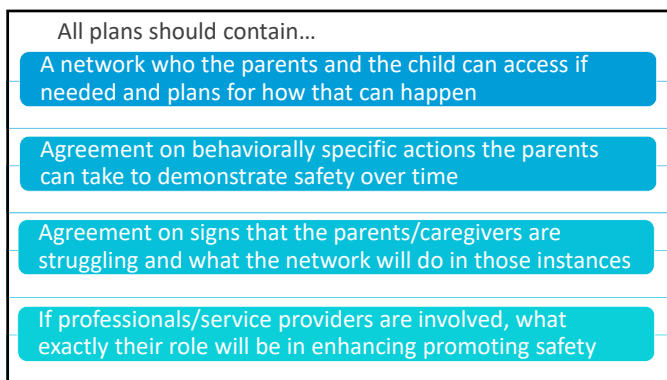 All plans should contain…
A network who the parents and the child can access if
needed and plans for how that can happen
Agreement on behaviorally specific actions the parents
can take to demonstrate safety over time
Agreement on signs that the parents/caregivers are
struggling and what the network will do in those instances
If professionals/service providers are involved, what
exactly their role will be in enhancing promoting safety